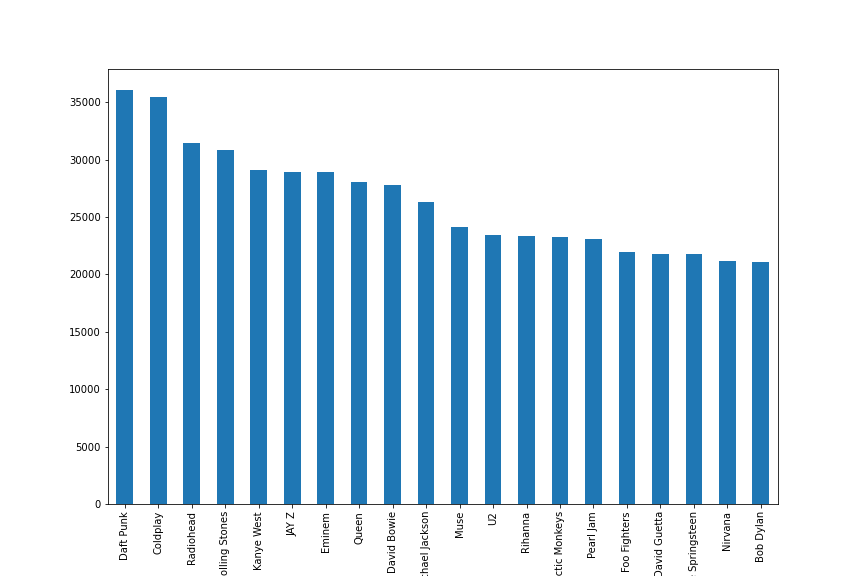 35000
30000
25000
20000
15000
10000
5000
0
Daft Punk
Coldplay
Radiohead
olling Stones
Kanye West
JAY Z
Eminem
Queen
David Bowie
chael Jackson
Muse
U2
Rihanna
ctic Monkeys
Pearl Jam
Foo Fighters
David Guetta
Springsteen
Nirvana
Bob Dylan